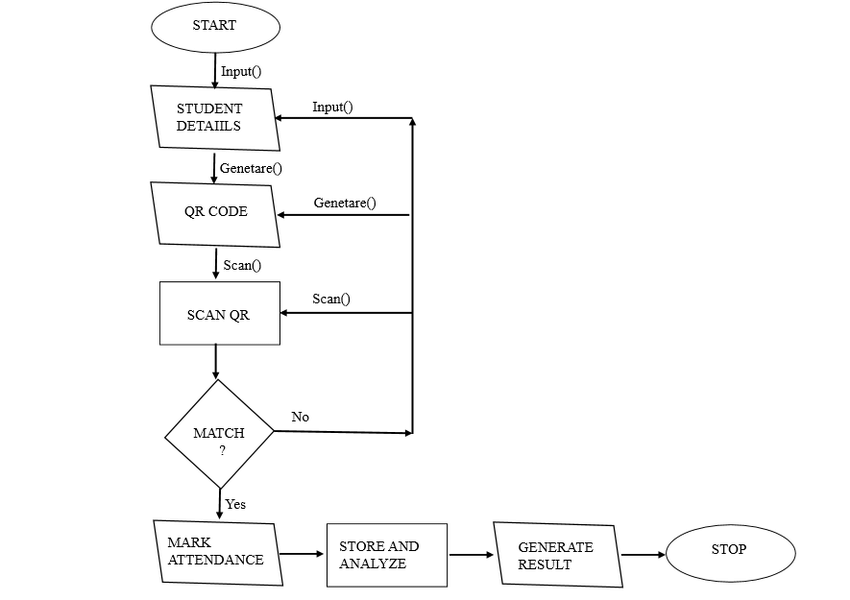 START
Input()
STUDENT
DETAIILS
Input()
Genetare()
QR CODE
Genetare()
Scan()
SCAN QR
Scan()
MATCH
?
No
Yes
MARK
ATTENDANCE
STORE AND
ANALYZE
GENERATE
RESULT
STOP